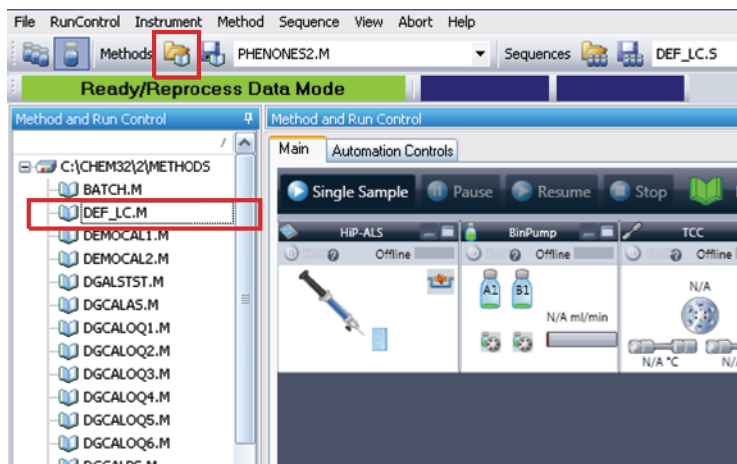 File RunControl Instrument Method Sequence View Abort Help
Methods PHENONES2.M Sequences DEF_LC.S
Ready/Reprocess Data Mode
Method and Run Control
Method and Run Control
/
Main Automation Controls
C:\CHEM32\2\METHODS
BATCH.M
DEF_LC.M
DEMOCAL1.M
DEMOCAL2.M
DGALSTST.M
DGCALAS.M
DGCALOQ1.M
DGCALOQ2.M
DGCALOQ3.M
DGCALOQ4.M
DGCALOQ5.M
DGCALOQ6.M
Single Sample Pause Resume Stop
HiP-ALS BinPump TCC
Offline Offline Offline
A1 B1
N/A
N/A ml/min
N/A °C N/